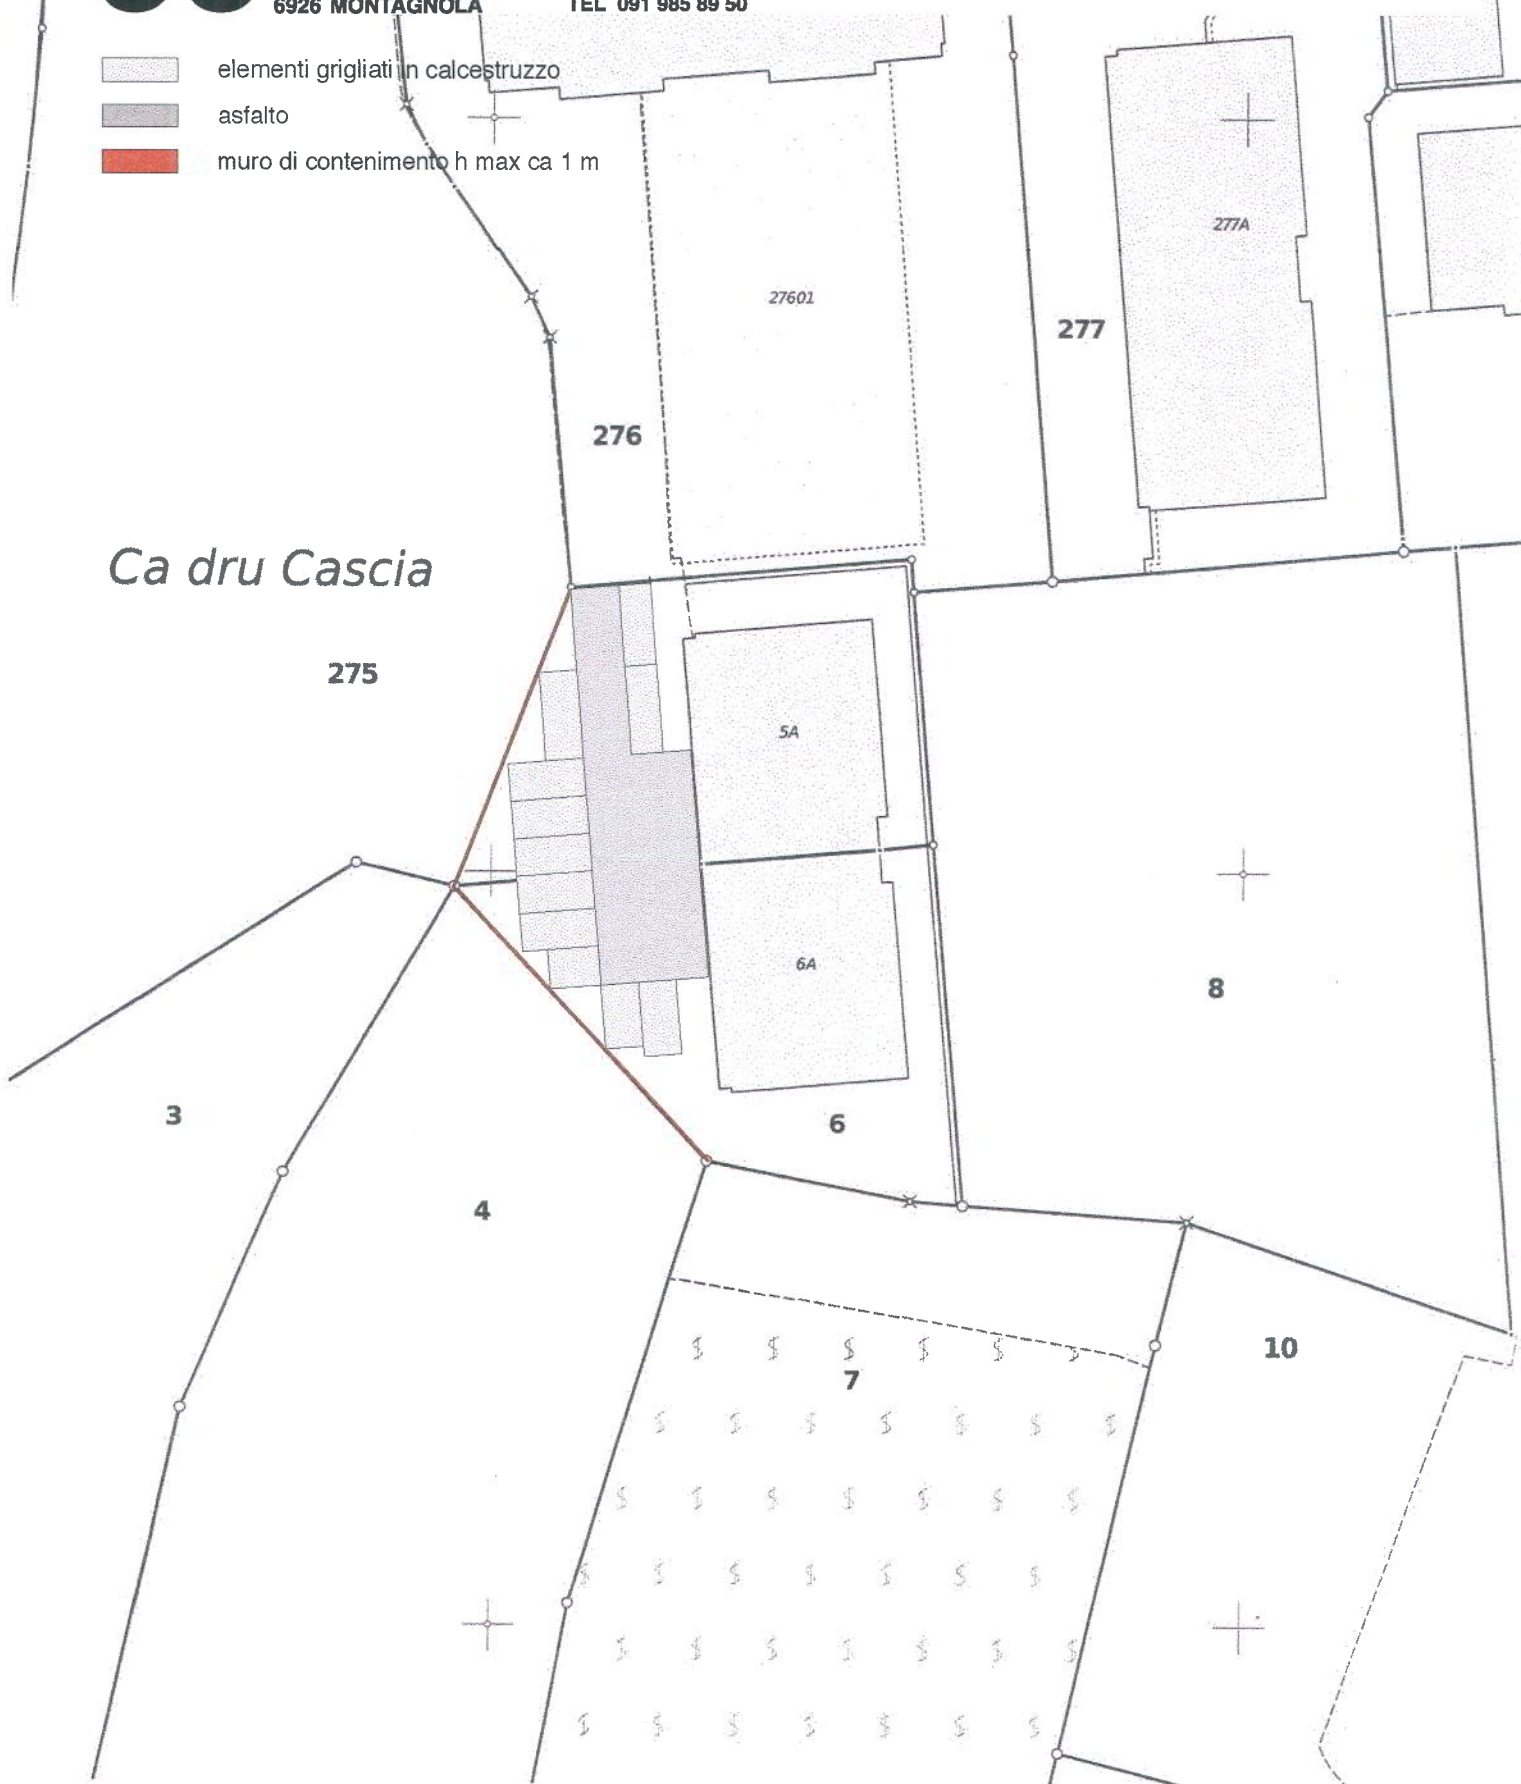 6926 MONTAGNOLA TEL 091 985 89 50
elementi grigliati in calcestruzzo
asfalto
muro di contenimento h max ca 1 m
277A
27601
277
276
Ca dru Cascia
275
5A
6A
8
3
6
4
10
7